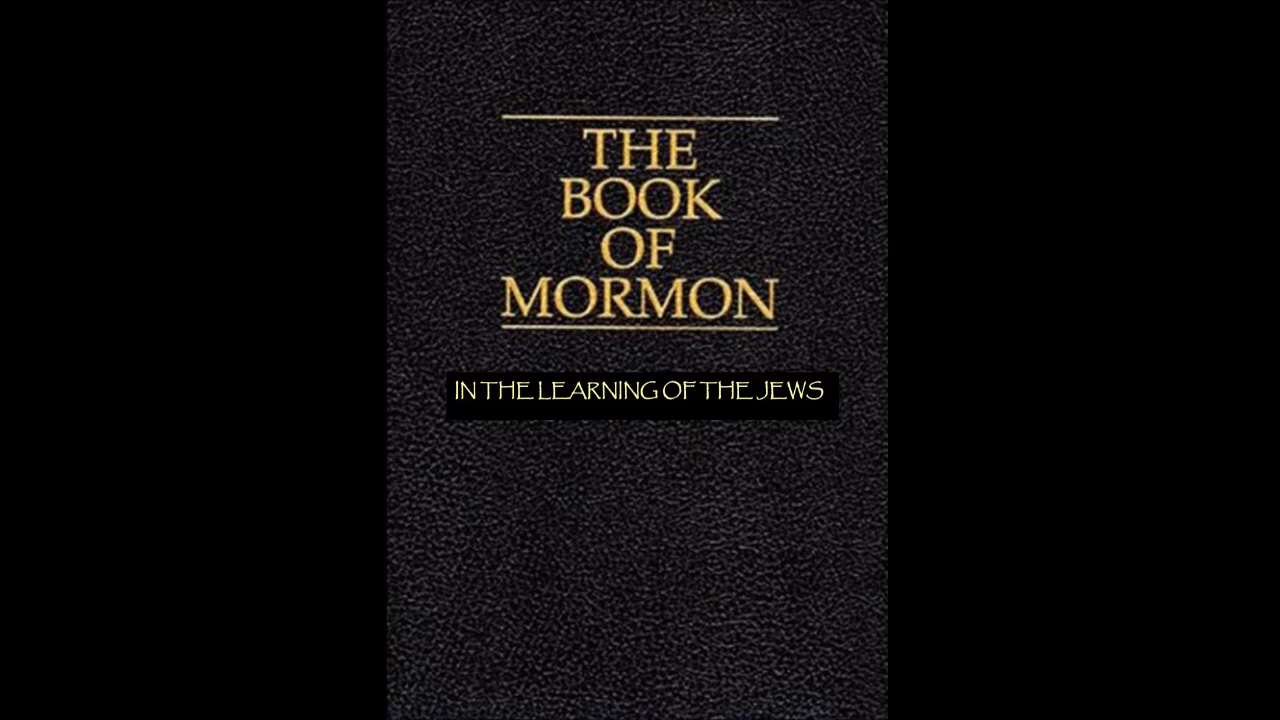 THE
BOOK
OF
MORMON
IN THE LEARNING OF THE JEWS